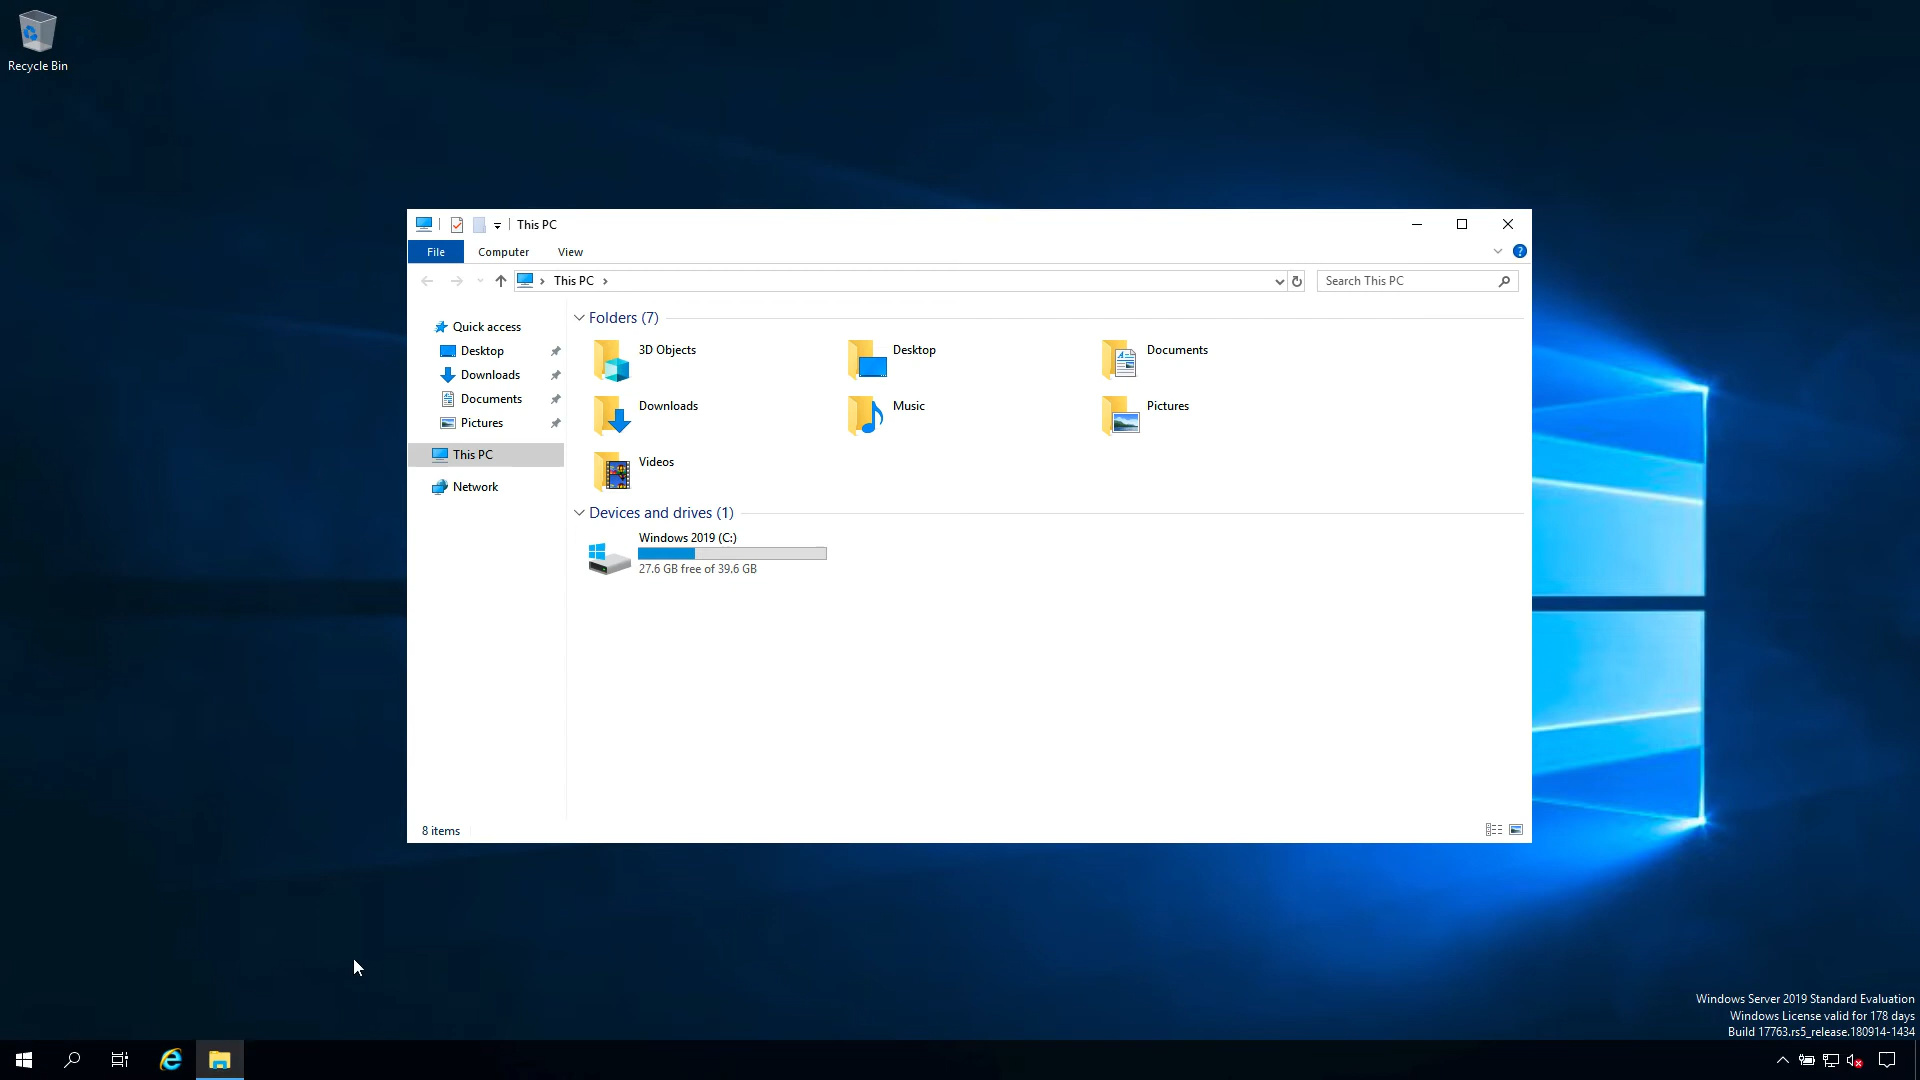 Recycle Bin
This PC
File Computer View
This PC
Search This PC
Quick access
Desktop
Downloads
Documents
Pictures
This PC
Network
Folders (7)
3D Objects
Desktop
Documents
Downloads
Music
Pictures
Videos
Devices and drives (1)
Windows 2019 (C:)
27.6 GB free of 39.6 GB
8 items
Windows Server 2019 Standard Evaluation
Windows License valid for 178 days
Build 17763.rs5_release.180914-1434